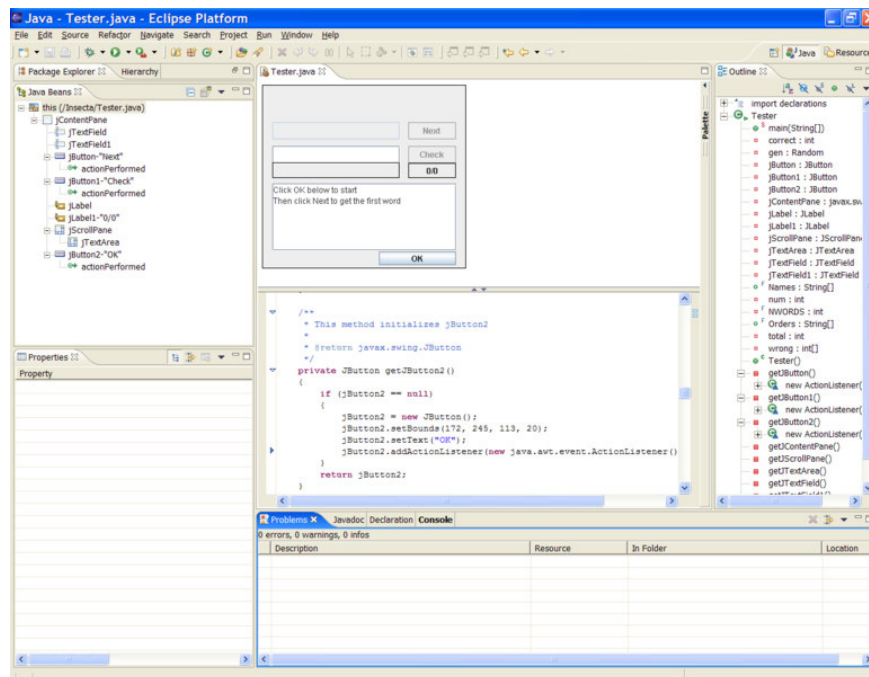 Java - Tester.java - Eclipse Platform
File Edit Source Refactor Navigate Search Project Run Window Help
Java Resource
Package Explorer Hierarchy
Java Beans
this (/Insecta/Tester.java)
jContentPane
jTextField
jTextField1
jButton-"Next"
actionPerformed
jButton1-"Check"
actionPerformed
jLabel
jLabel1-"0/0"
jScrollPane
jTextArea
jButton2-"OK"
actionPerformed
Properties
Property
Tester.java
Next
Check
0/0
Click OK below to start
Then click Next to get the first word
OK
Palette
/**
* This method initializes jButton2
*
* @return javax.swing.JButton
*/
private JButton getJButton2()
{
if (jButton2 == null)
{
jButton2 = new JButton();
jButton2.setBounds(172, 245, 113, 20);
jButton2.setText("OK");
jButton2.addActionListener(new java.awt.event.ActionListener()
}
return jButton2;
}
Outline
import declarations
Tester
main(String[])
correct : int
gen : Random
jButton : JButton
jButton1 : JButton
jButton2 : JButton
jContentPane : javax.sw
jLabel : JLabel
jLabel1 : JLabel
jScrollPane : JScrollPan
jTextArea : JTextArea
jTextField : JTextField
jTextField1 : JTextField
Names : String[]
num : int
NWORDS : int
Orders : String[]
total : int
wrong : int[]
Tester()
getJButton()
new ActionListener(
getJButton1()
new ActionListener(
getJButton2()
new ActionListener(
getJContentPane()
getJScrollPane()
getJTextArea()
getJTextField()
Problems Javadoc Declaration Console
0 errors, 0 warnings, 0 infos
Description Resource In Folder Location